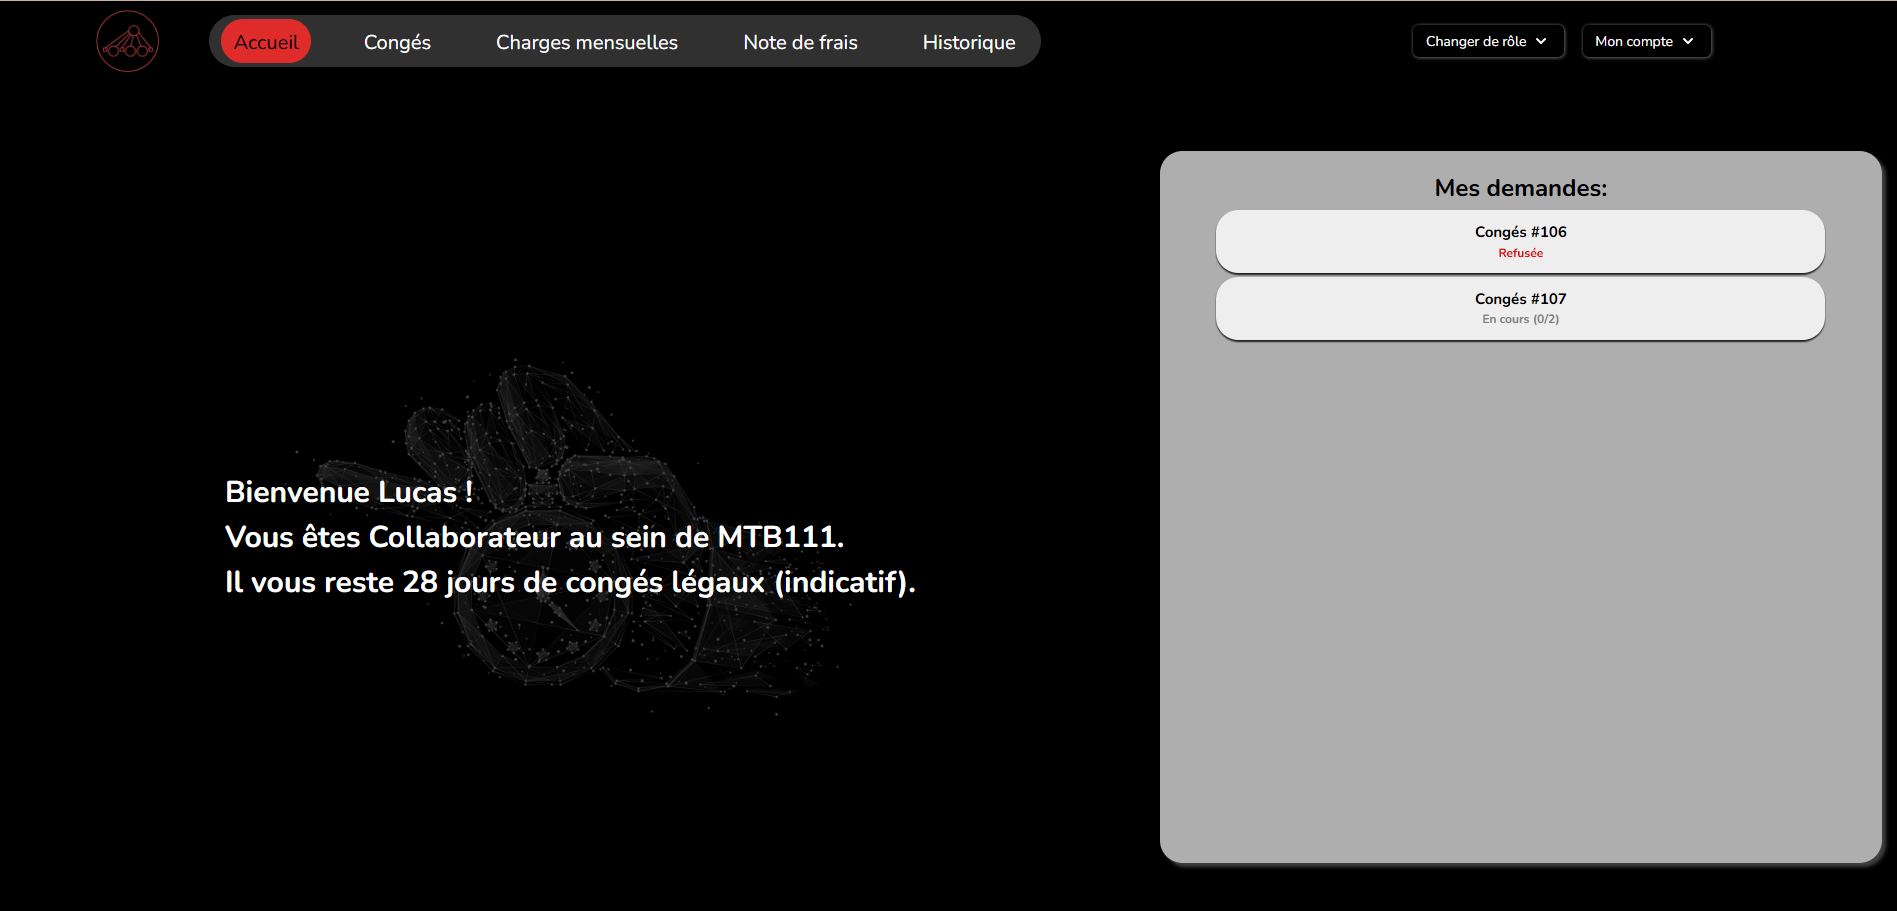 Accueil
Congés
Charges mensuelles
Note de frais
Historique
Changer de rôle
Mon compte
Bienvenue Lucas !
Vous êtes Collaborateur au sein de MTB111.
Il vous reste 28 jours de congés légaux (indicatif).
Mes demandes:
Congés #106
Refusée
Congés #107
En cours (0/2)